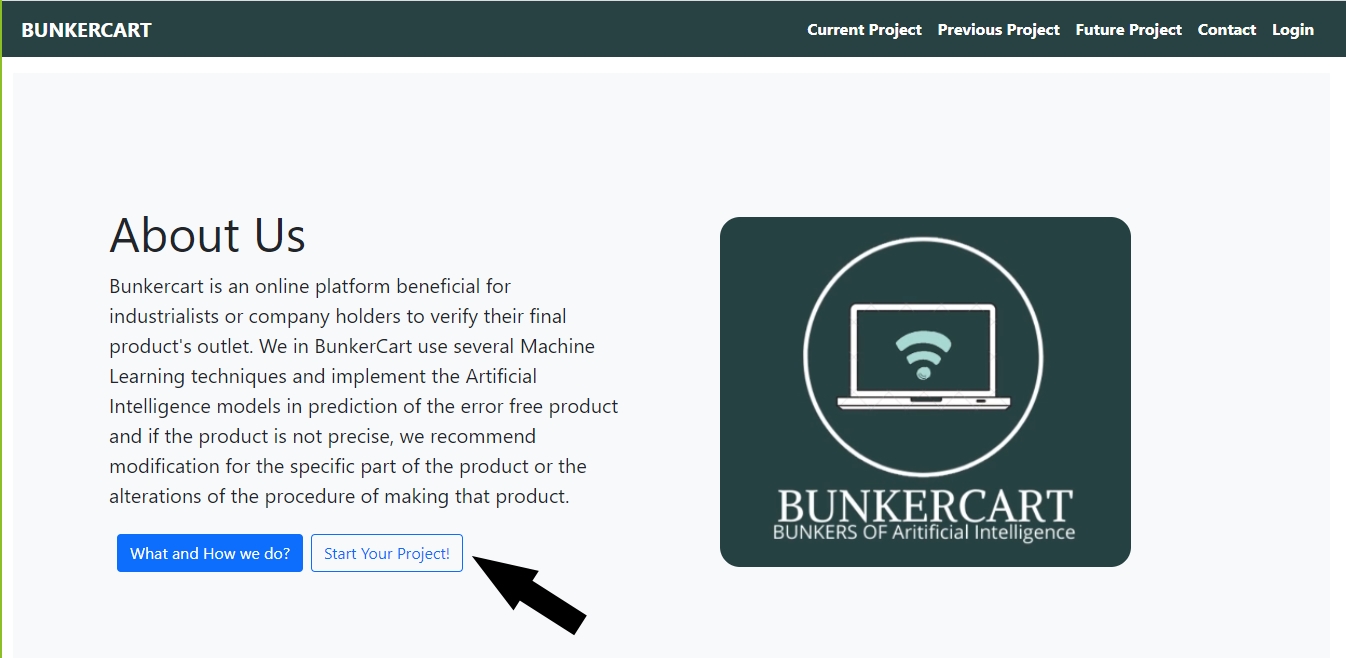 BUNKERCART
Current Project Previous Project Future Project Contact Login
About Us
Bunkercart is an online platform beneficial for
industrialists or company holders to verify their final
product's outlet. We in BunkerCart use several Machine
Learning techniques and implement the Artificial
Intelligence models in prediction of the error free product
and if the product is not precise, we recommend
modification for the specific part of the product or the
alterations of the procedure of making that product.
What and How we do? Start Your Project!
BUNKERCART
BUNKERS OF Aritificial Intelligence